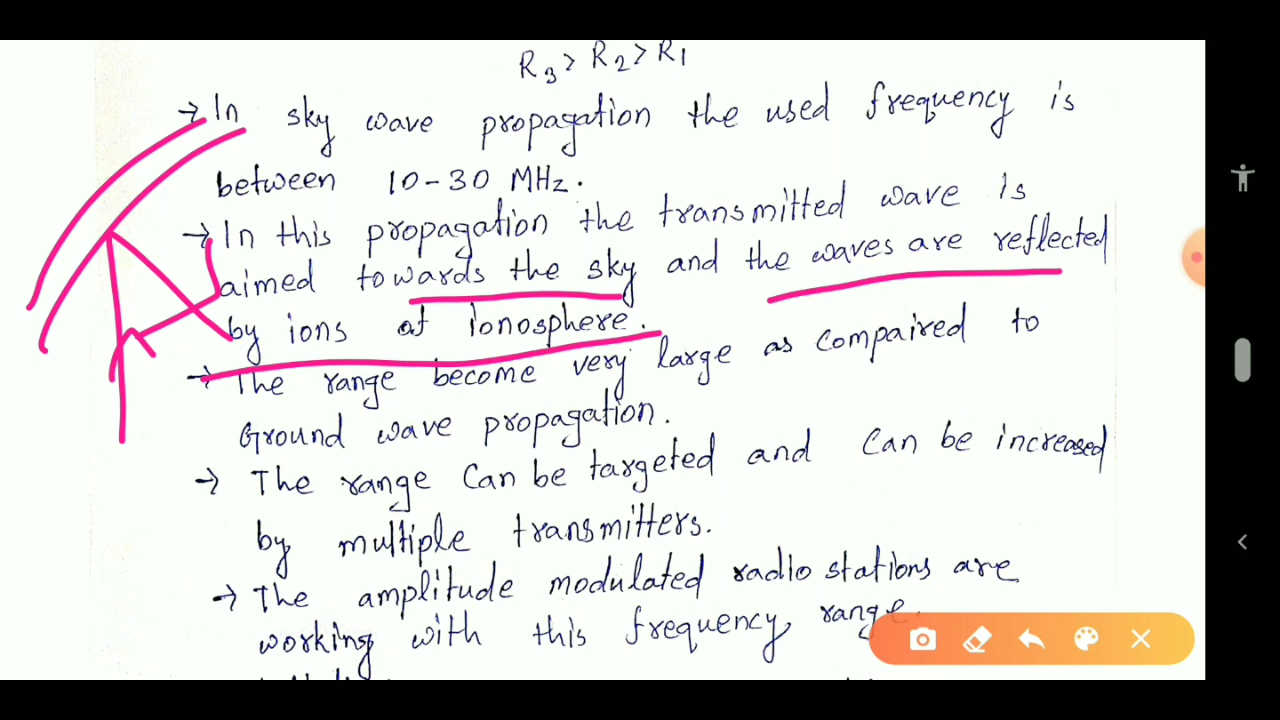 R3 > R2 > R1
→ In sky wave propagation the used frequency is
between 10-30 MHz.
→ In this propagation the transmitted wave is
aimed towards the sky and the waves are reflected
by ions at ionosphere.
→ The range become very large as compaired to
Ground wave propagation.
→ The range Can be targeted and Can be increased
by multiple transmitters.
→ The amplitude modulated radio stations are
working with this frequency range.